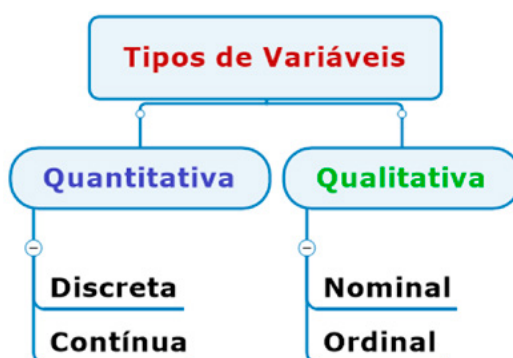 Tipos de Variáveis
Quantitativa
Qualitativa
Discreta
Contínua
Nominal
Ordinal